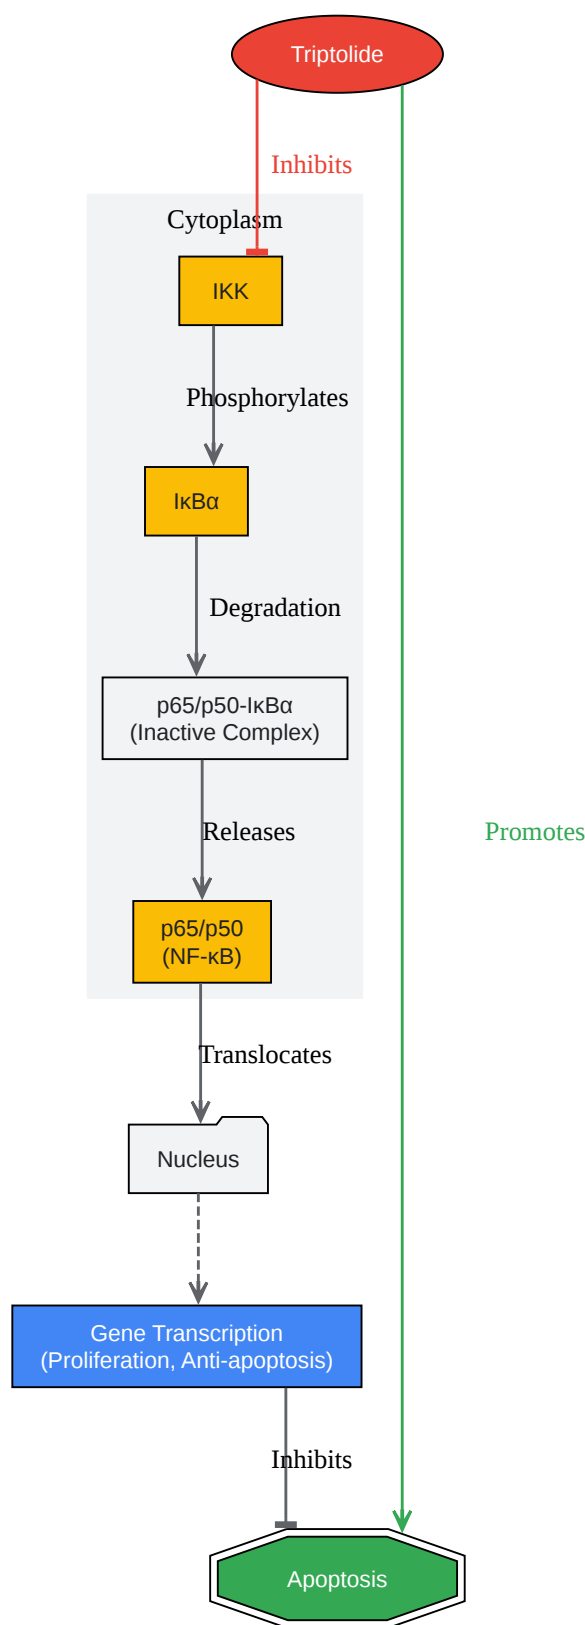 Triptolide
Inhibits
Cytoplasm
IKK
Phosphorylates
IκBα
Degradation
p65/p50-IκBα
(Inactive Complex)
Releases
Promotes
p65/p50
(NF-κB)
Translocates
Nucleus
Gene Transcription
(Proliferation, Anti-apoptosis)
Inhibits
Apoptosis